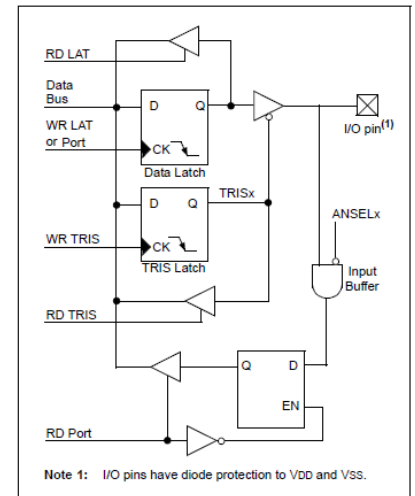 RD LAT
Data
Bus
D Q
I/O pin(1)
WR LAT
or Port
CK
Data Latch
D Q
TRISx
ANSELx
WR TRIS
CK
TRIS Latch
Input
Buffer
RD TRIS
Q D
EN
RD Port
Note 1: I/O pins have diode protection to VDD and VSS.